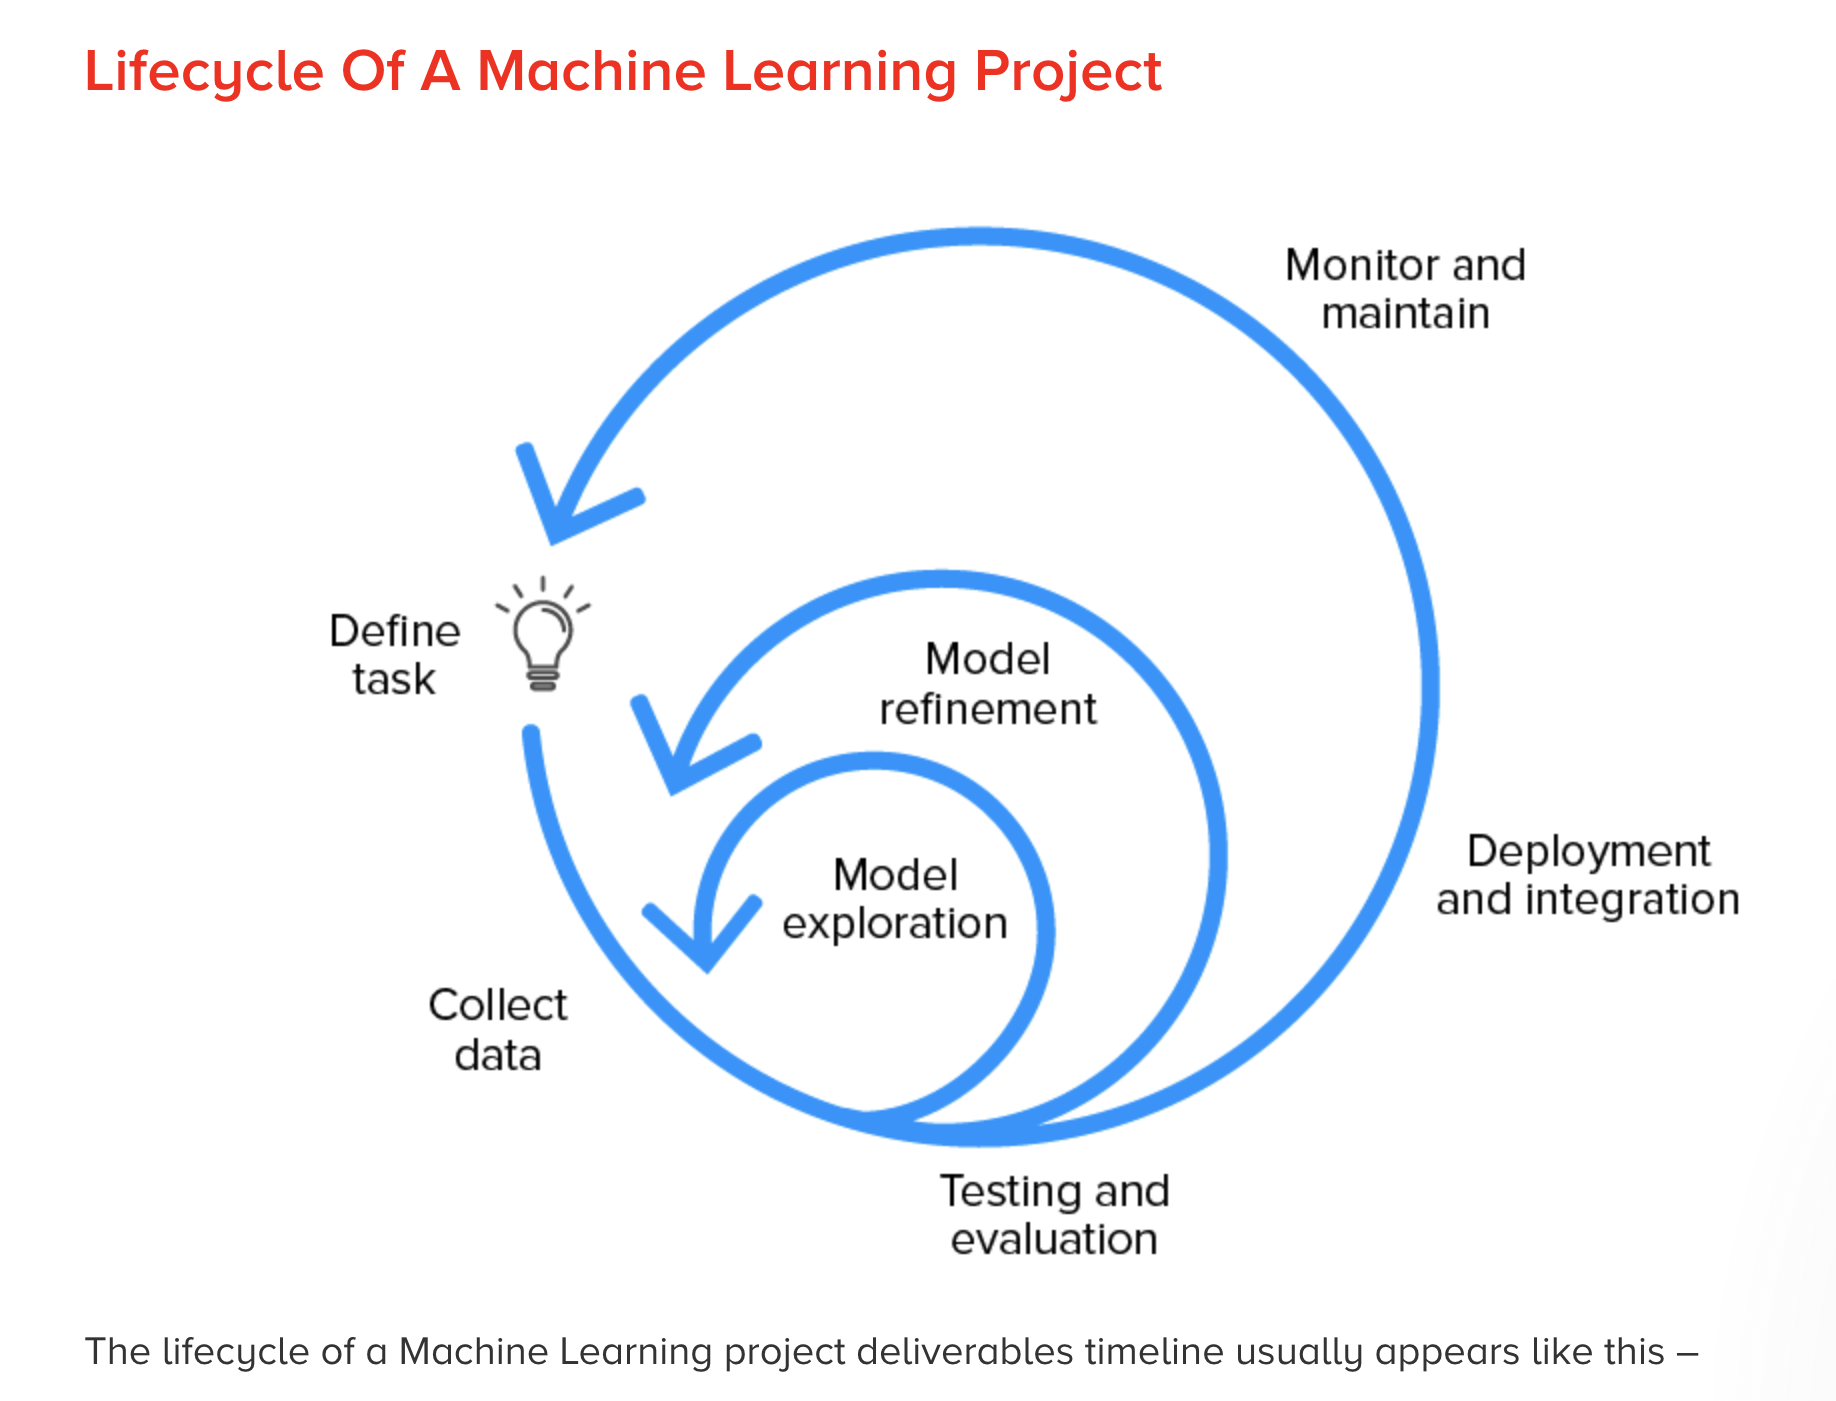 Lifecycle Of A Machine Learning Project
Monitor and
maintain
Define
task
Model
refinement
Model
exploration
Deployment
and integration
Collect
data
Testing and
evaluation
The lifecycle of a Machine Learning project deliverables timeline usually appears like this –